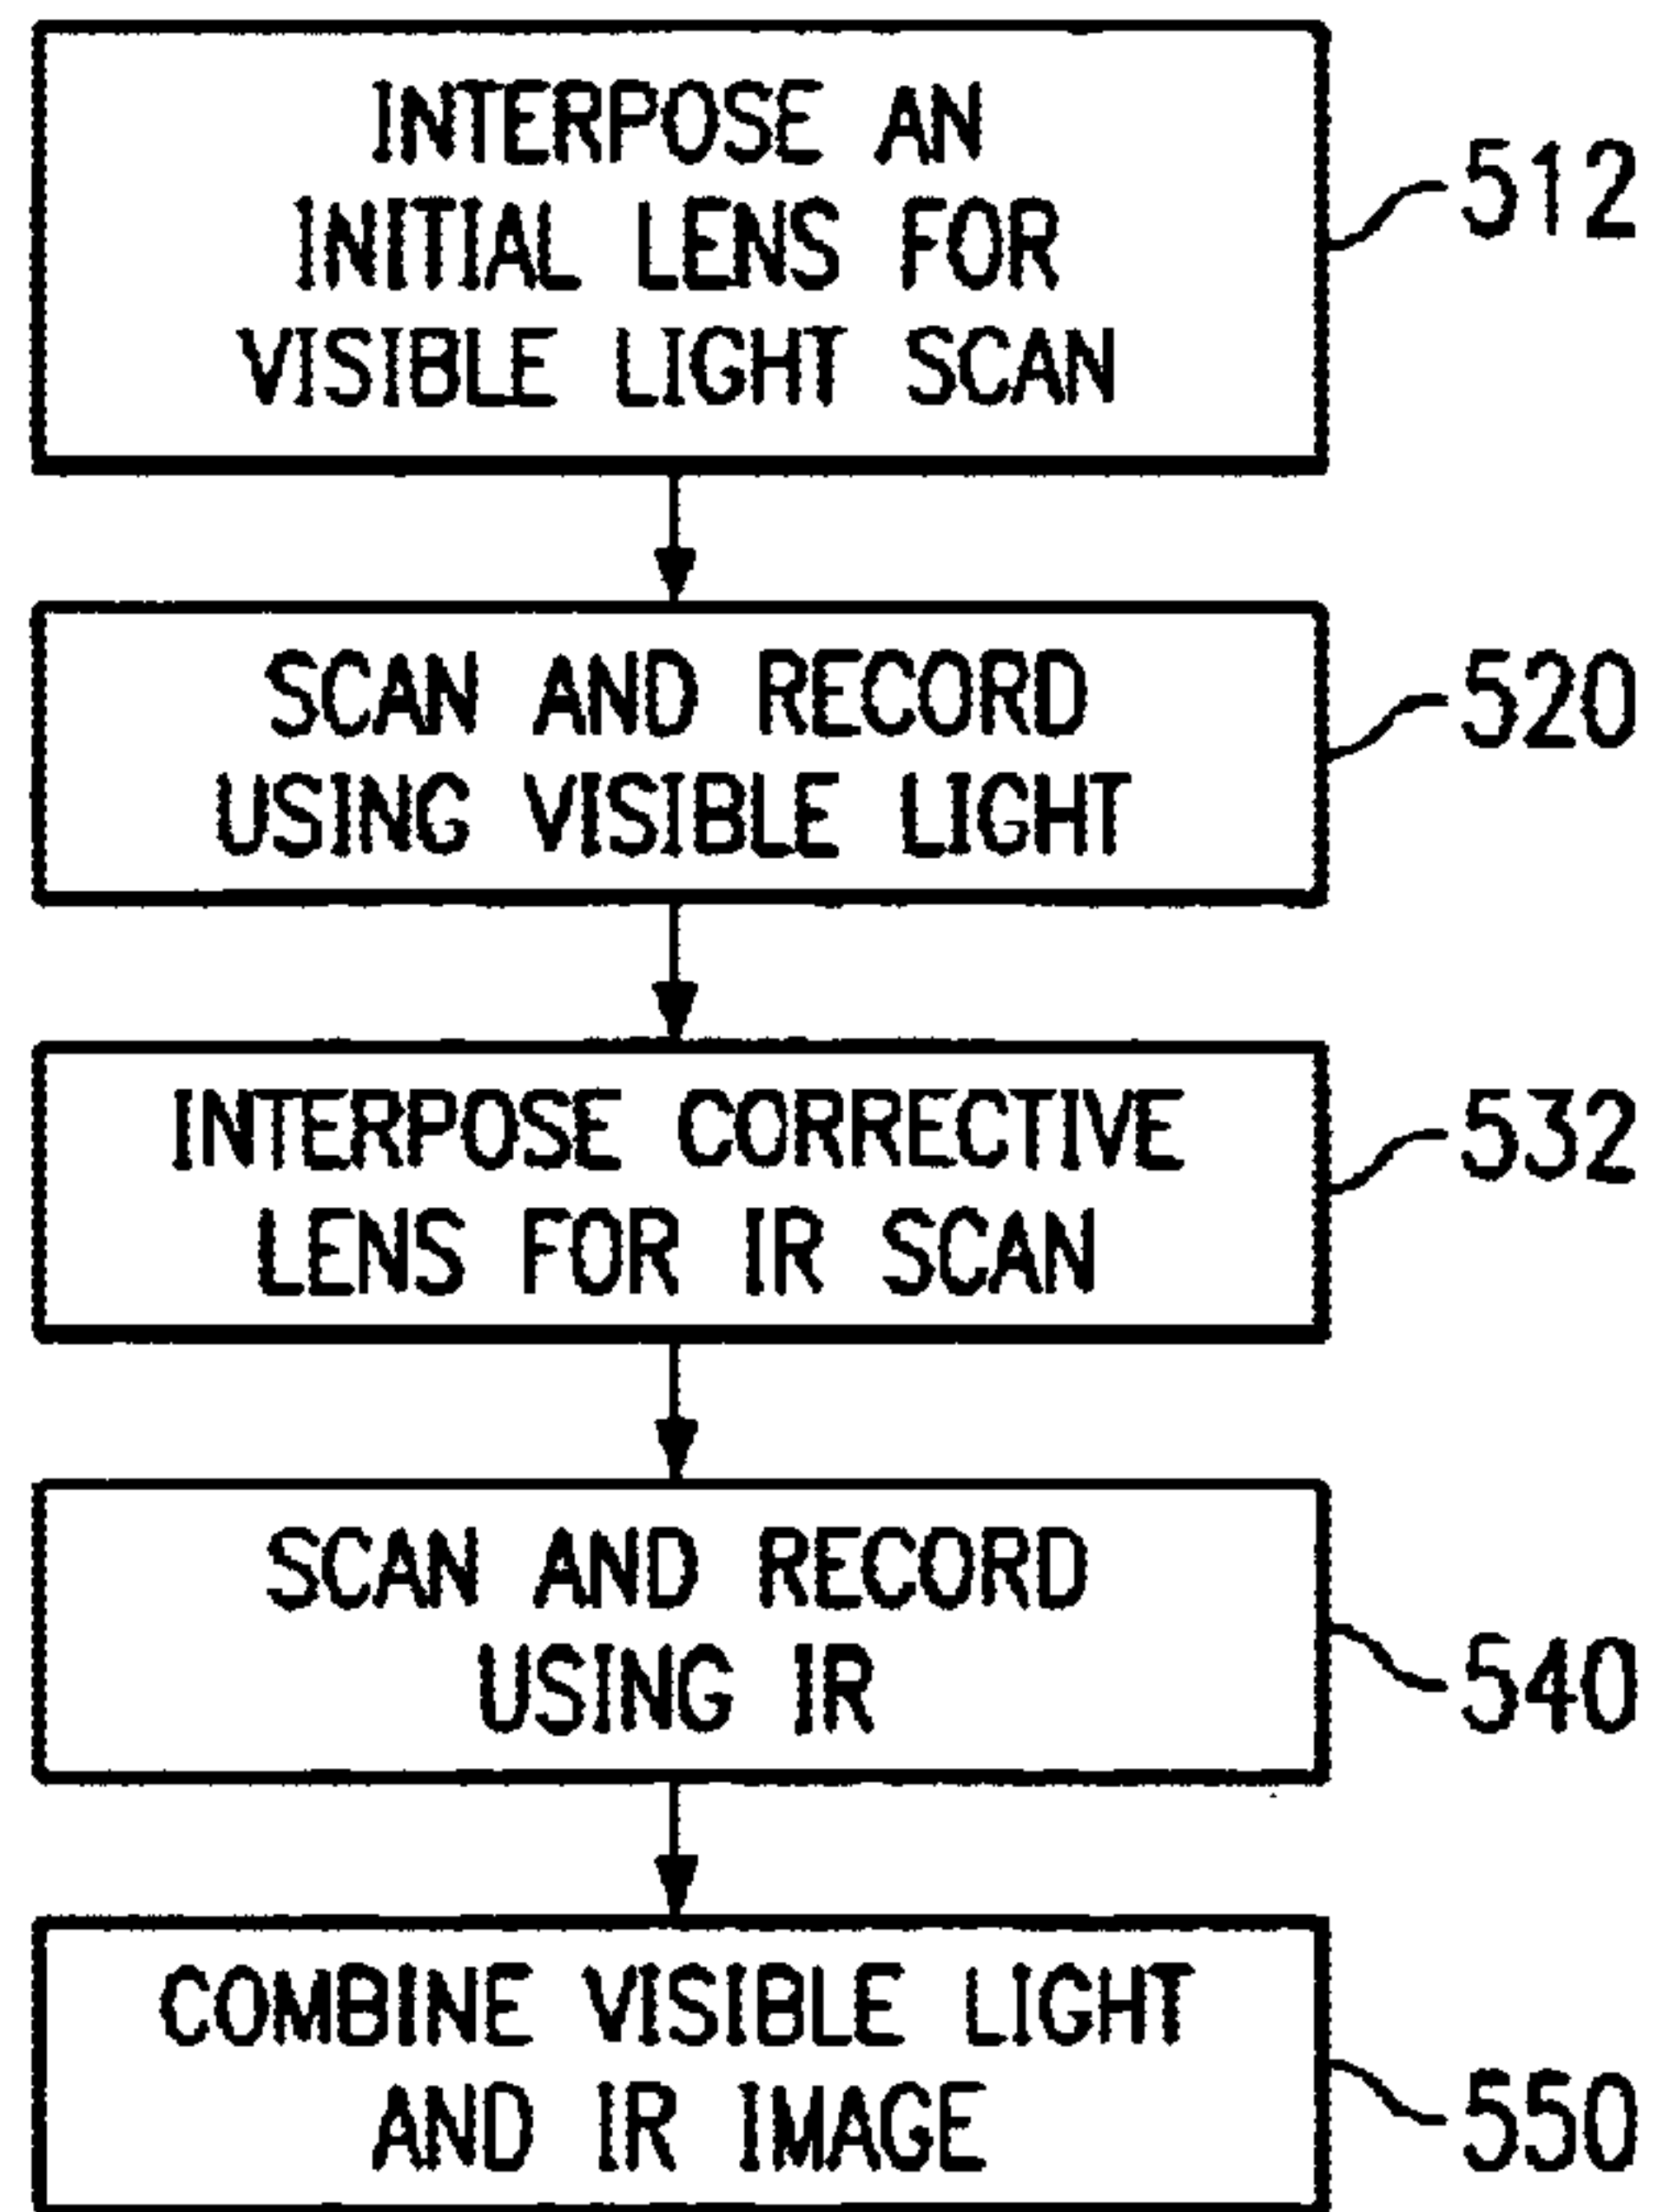 INTERPOSE AN
INITIAL LENS FOR
VISIBLE LIGHT SCAN
512
SCAN AND RECORD
USING VISIBLE LIGHT
520
INTERPOSE CORRECTIVE
LENS FOR IR SCAN
532
SCAN AND RECORD
USING IR
540
COMBINE VISIBLE LIGHT
AND IR IMAGE
550